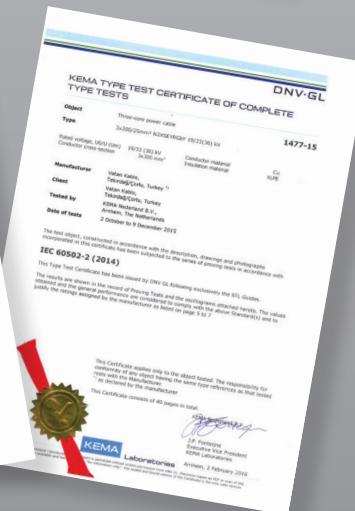 DNV·GL
KEMA TYPE TEST CERTIFICATE OF COMPLETE
TYPE TESTS
1477-15
Object
Three-core power cable
Type
3x300/25mm² N2XSEYRGBY 19/33(36) kV
Rated voltage, U0/U (Um)
19/33 (36) kV
Conductor material
Cu
Conductor cross-section
3x300 mm²
Insulation material
XLPE
Manufacturer
Vatan Kablo,
Tekirdağ/Çorlu, Turkey *)
Client
Vatan Kablo,
Tekirdağ/Çorlu, Turkey
Tested by
KEMA Nederland B.V.,
Arnhem, The Netherlands
Date of tests
2 October to 9 December 2015
The test object, constructed in accordance with the description, drawings and photographs
incorporated in this certificate has been subjected to the series of proving tests in accordance with
IEC 60502-2 (2014)
This Type Test Certificate has been issued by DNV GL following exclusively the STL Guides.
The results are shown in the record of Proving Tests and the oscillograms attached hereto. The values
obtained and the general performance are considered to comply with the above Standard(s) and to
justify the ratings assigned by the manufacturer as listed on page 5 to 7
This Certificate applies only to the object tested. The responsibility for
conformity of any object having the same type references as that tested
rests with the Manufacturer.
*) as declared by the manufacturer
This Certificate consists of 40 pages in total.
KEMA Nederland B.V.
J.P. Fonteijne
Executive Vice President
KEMA Laboratories
KEMA Laboratories
Arnhem, 2 February 2016